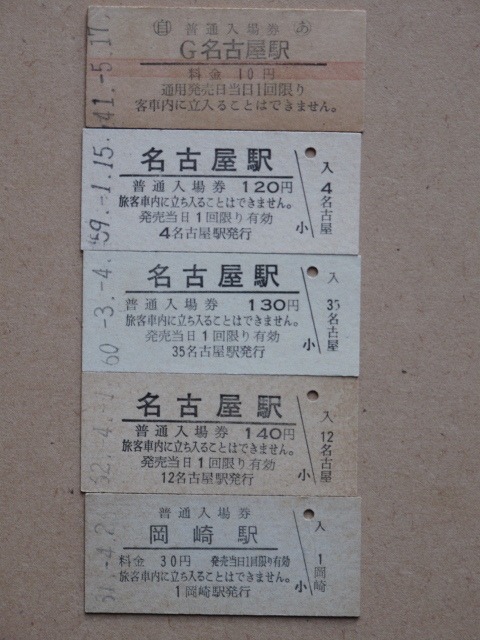 自 普通入場券 あ
G名古屋駅
料金 10円
通用発売日当日1回限り
客車内に立入ることはできません。
41.-5.17
名古屋駅
普通入場券 120円
旅客車内に立ち入ることはできません。
発売当日1回限り有効
4名古屋駅発行
入 4名古屋
小
59.-1.15
名古屋駅
普通入場券 130円
旅客車内に立ち入ることはできません。
発売当日1回限り有効
35名古屋駅発行
入 35名古屋
小
60.-3.-4
名古屋駅
普通入場券 140円
旅客車内に立ち入ることはできません。
発売当日1回限り有効
12名古屋駅発行
入 12名古屋
小
62.-4.-1
普通入場券
岡崎駅
料金 30円 発売当日1回限り有効
旅客車内に立ち入ることはできません。
1岡崎駅発行
入 1岡崎
小